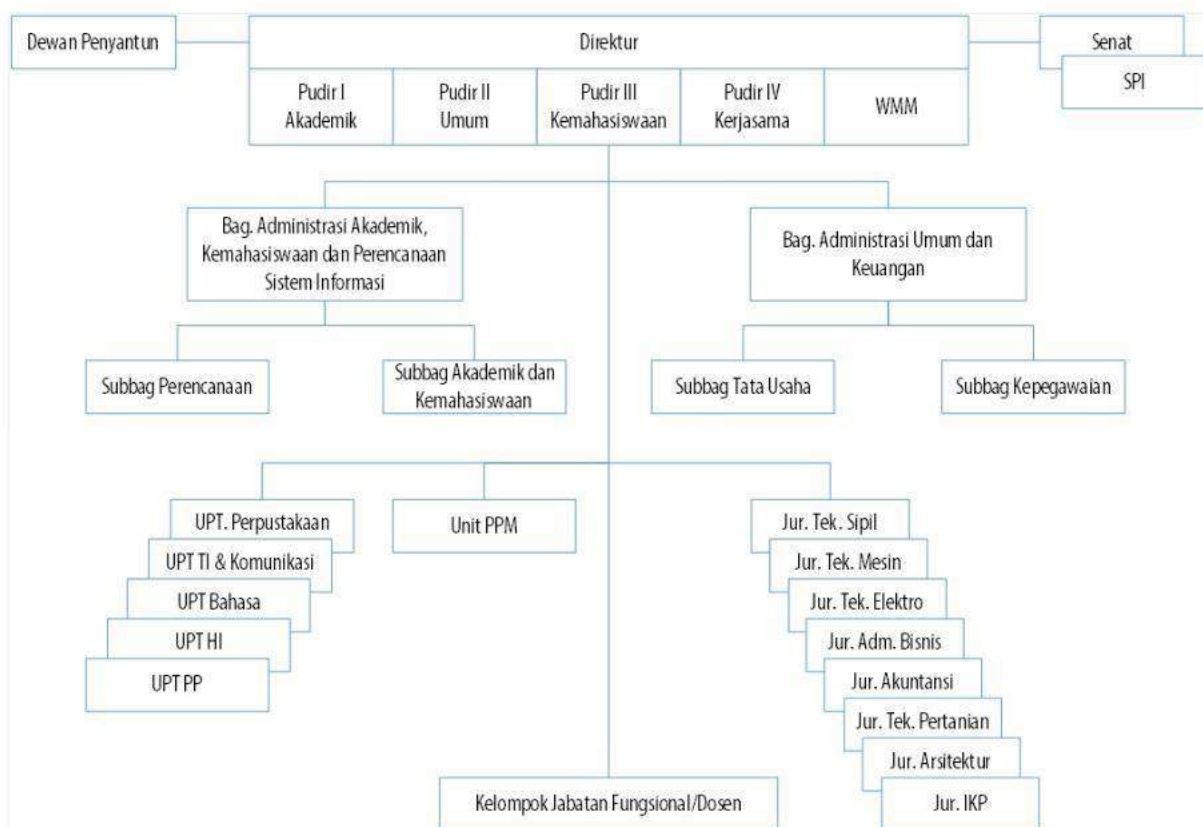 Dewan Penyantun
Direktur
Senat
SPI
Pudir I
Akademik
Pudir II
Umum
Pudir III
Kemahasiswaan
Pudir IV
Kerjasama
WMM
Bag. Administrasi Akademik,
Kemahasiswaan dan Perencanaan
Sistem Informasi
Bag. Administrasi Umum dan
Keuangan
Subbag Perencanaan
Subbag Akademik dan
Kemahasiswaan
Subbag Tata Usaha
Subbag Kepegawaian
UPT. Perpustakaan
UPT TI & Komunikasi
UPT Bahasa
UPT HI
UPT PP
Unit PPM
Jur. Tek. Sipil
Jur. Tek. Mesin
Jur. Tek. Elektro
Jur. Adm. Bisnis
Jur. Akuntansi
Jur. Tek. Pertanian
Jur. Arsitektur
Jur. IKP
Kelompok Jabatan Fungsional/Dosen